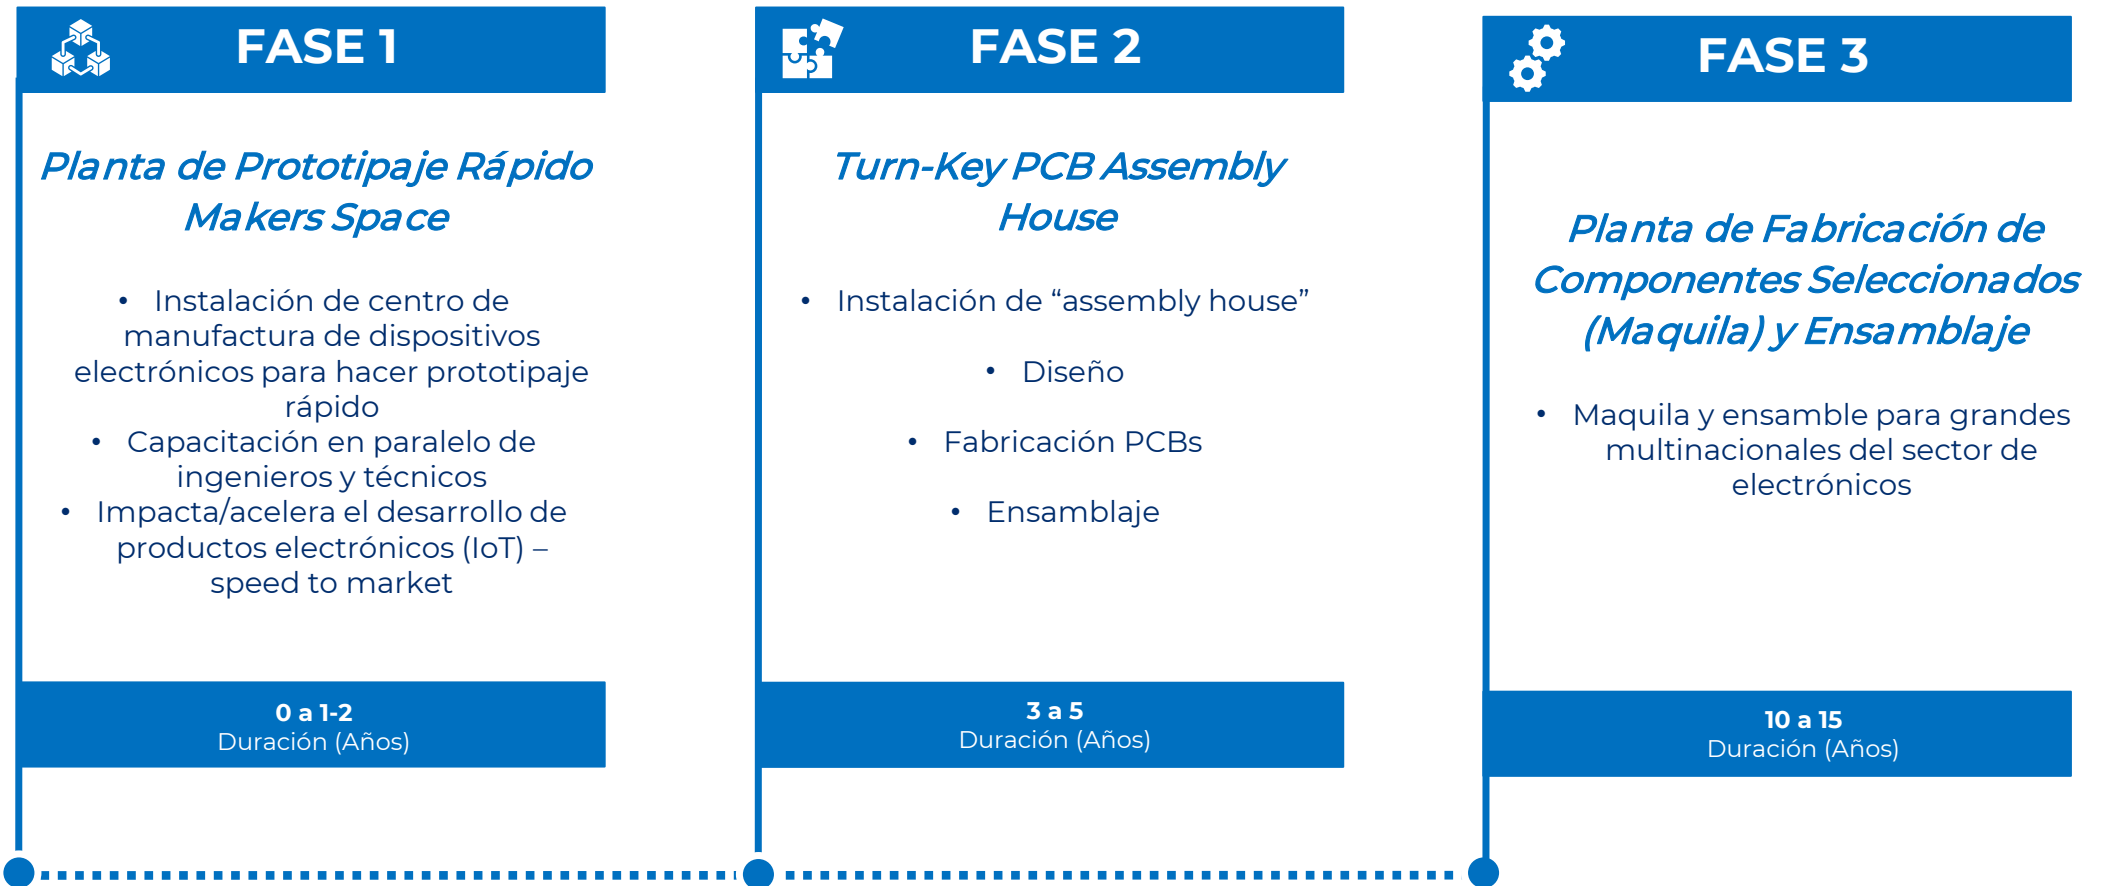 FASE 1
Planta de Prototipaje Rápido
Makers Space
• Instalación de centro de
manufactura de dispositivos
electrónicos para hacer prototipaje
rápido
• Capacitación en paralelo de
ingenieros y técnicos
• Impacta/acelera el desarrollo de
productos electrónicos (IoT) –
speed to market
0 a 1-2
Duración (Años)
FASE 2
Turn-Key PCB Assembly
House
• Instalación de “assembly house”
• Diseño
• Fabricación PCBs
• Ensamblaje
3 a 5
Duración (Años)
FASE 3
Planta de Fabricación de
Componentes Seleccionados
(Maquila) y Ensamblaje
• Maquila y ensamble para grandes
multinacionales del sector de
electrónicos
10 a 15
Duración (Años)